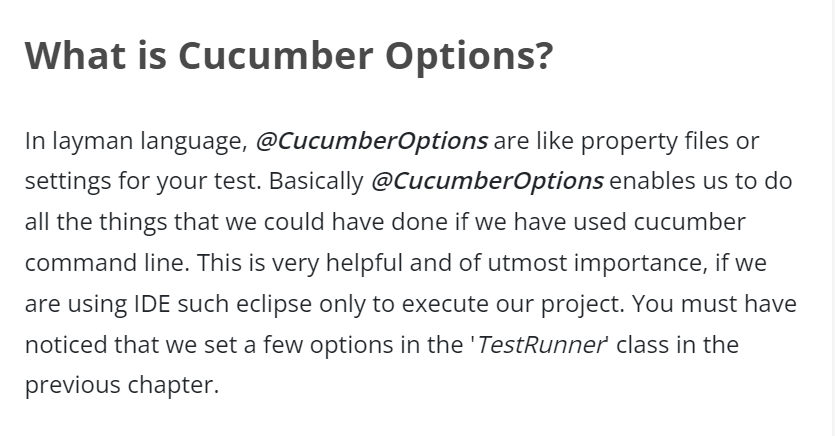 What is Cucumber Options?
In layman language, @CucumberOptions are like property files or
settings for your test. Basically @CucumberOptions enables us to do
all the things that we could have done if we have used cucumber
command line. This is very helpful and of utmost importance, if we
are using IDE such eclipse only to execute our project. You must have
noticed that we set a few options in the 'TestRunner' class in the
previous chapter.